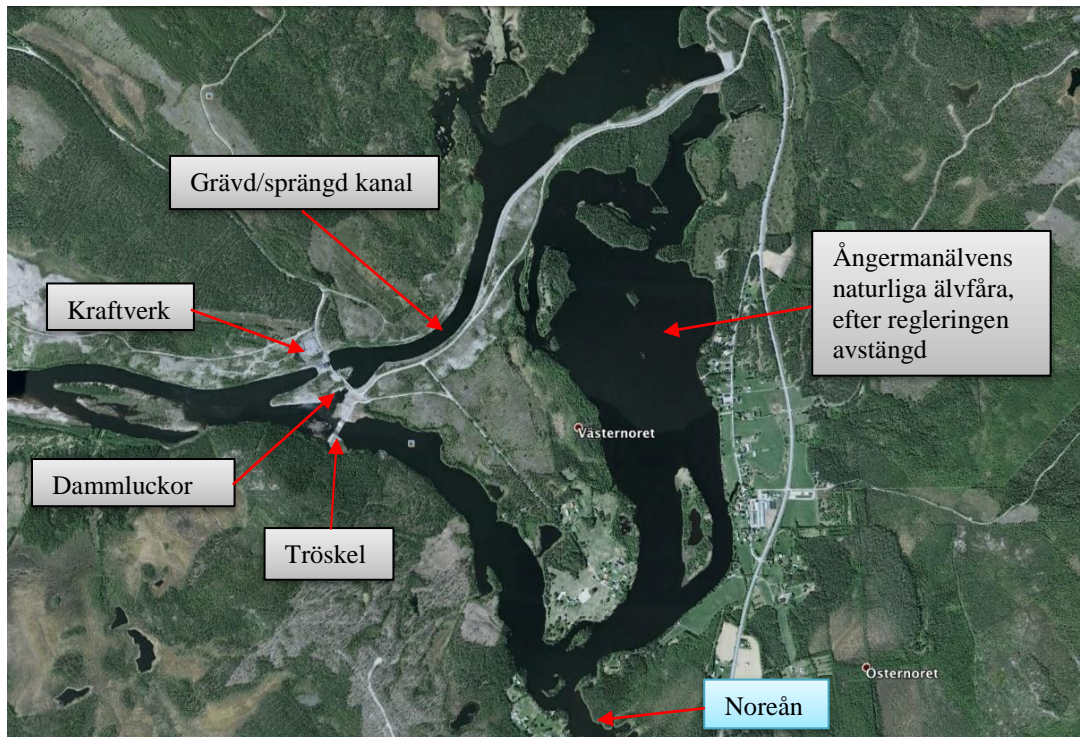 Grävd/sprängd kanal
Ångermanälvens
naturliga älvfåra,
efter regleringen
avstängd
Kraftverk
Västernoret
Dammluckor
Tröskel
Östernoret
Noreån